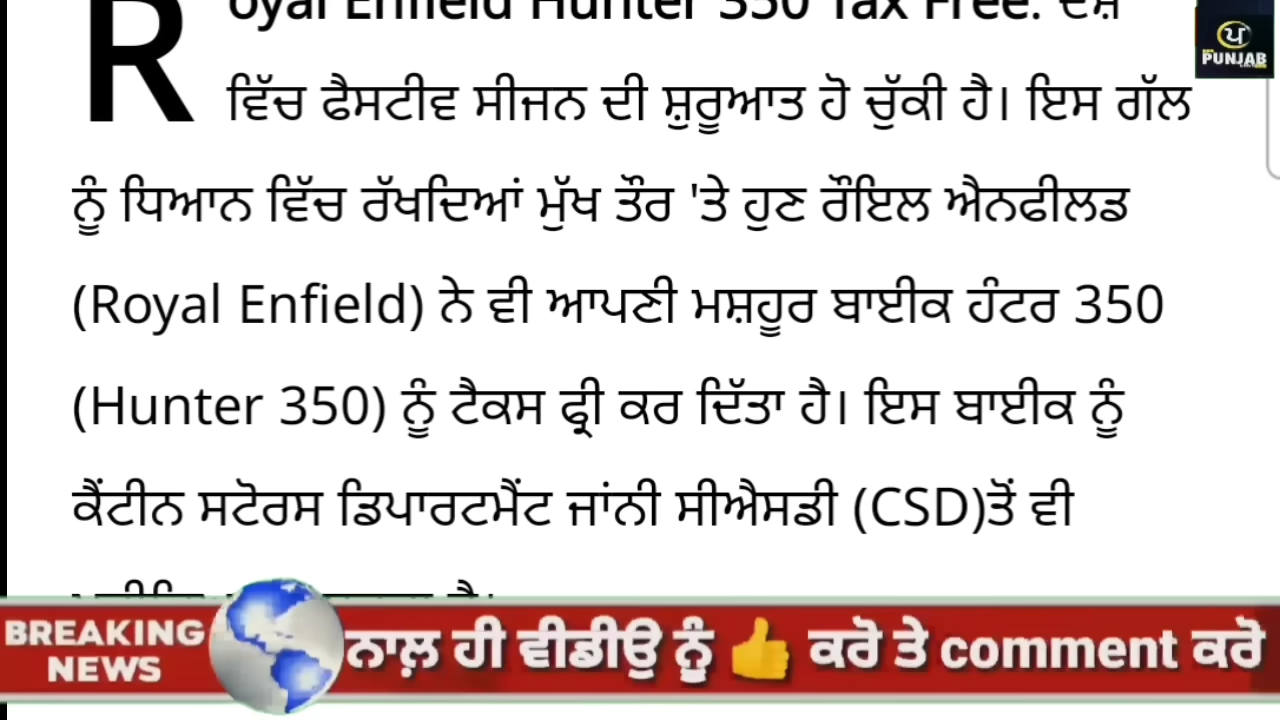 Royal Enfield Hunter 350 Tax Free: ਦੇਸ਼
ਵਿੱਚ ਫੈਸਟੀਵ ਸੀਜਨ ਦੀ ਸ਼ੁਰੂਆਤ ਹੋ ਚੁੱਕੀ ਹੈ। ਇਸ ਗੱਲ
ਨੂੰ ਧਿਆਨ ਵਿੱਚ ਰੱਖਦਿਆਂ ਮੁੱਖ ਤੌਰ 'ਤੇ ਹੁਣ ਰੌਇਲ ਐਨਫੀਲਡ
(Royal Enfield) ਨੇ ਵੀ ਆਪਣੀ ਮਸ਼ਹੂਰ ਬਾਈਕ ਹੰਟਰ 350
(Hunter 350) ਨੂੰ ਟੈਕਸ ਫ੍ਰੀ ਕਰ ਦਿੱਤਾ ਹੈ। ਇਸ ਬਾਈਕ ਨੂੰ
ਕੈਂਟੀਨ ਸਟੋਰਸ ਡਿਪਾਰਟਮੈਂਟ ਜਾਂਨੀ ਸੀਐਸਡੀ (CSD)ਤੋਂ ਵੀ
ਹੈ।
BREAKING
NEWS
ਨਾਲ਼ ਹੀ ਵੀਡੀਉ ਨੂੰ 👍 ਕਰੋ ਤੇ comment ਕਰੋ
ਪ
PUNJAB